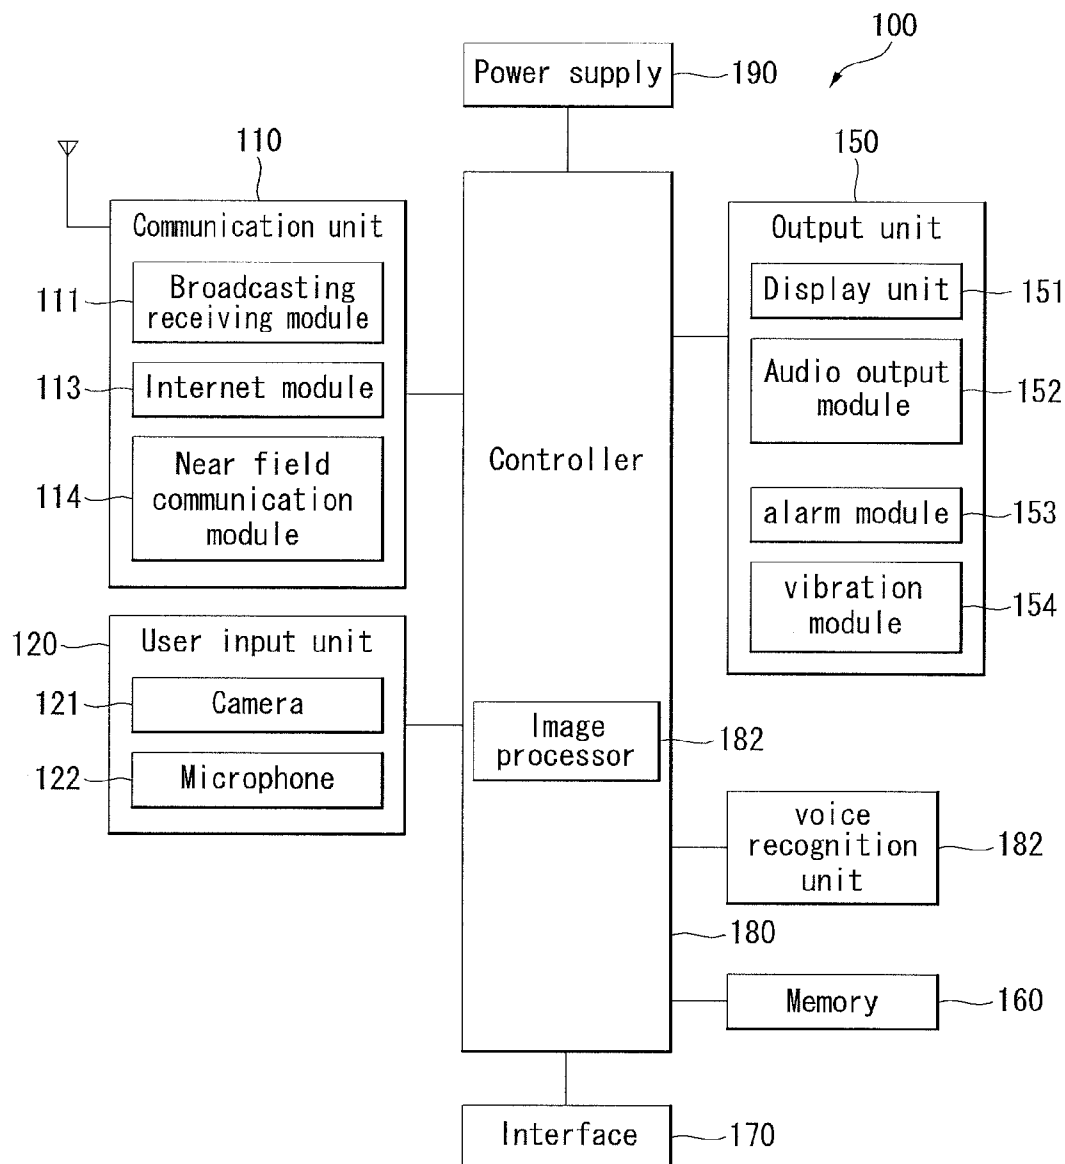 100
Power supply
190
110
Communication unit
111
Broadcasting
receiving module
113
Internet module
114
Near field
communication
module
120
User input unit
121
Camera
122
Microphone
Controller
Image
processor
182
150
Output unit
Display unit
151
Audio output
module
152
alarm module
153
vibration
module
154
voice
recognition
unit
182
180
Memory
160
Interface
170